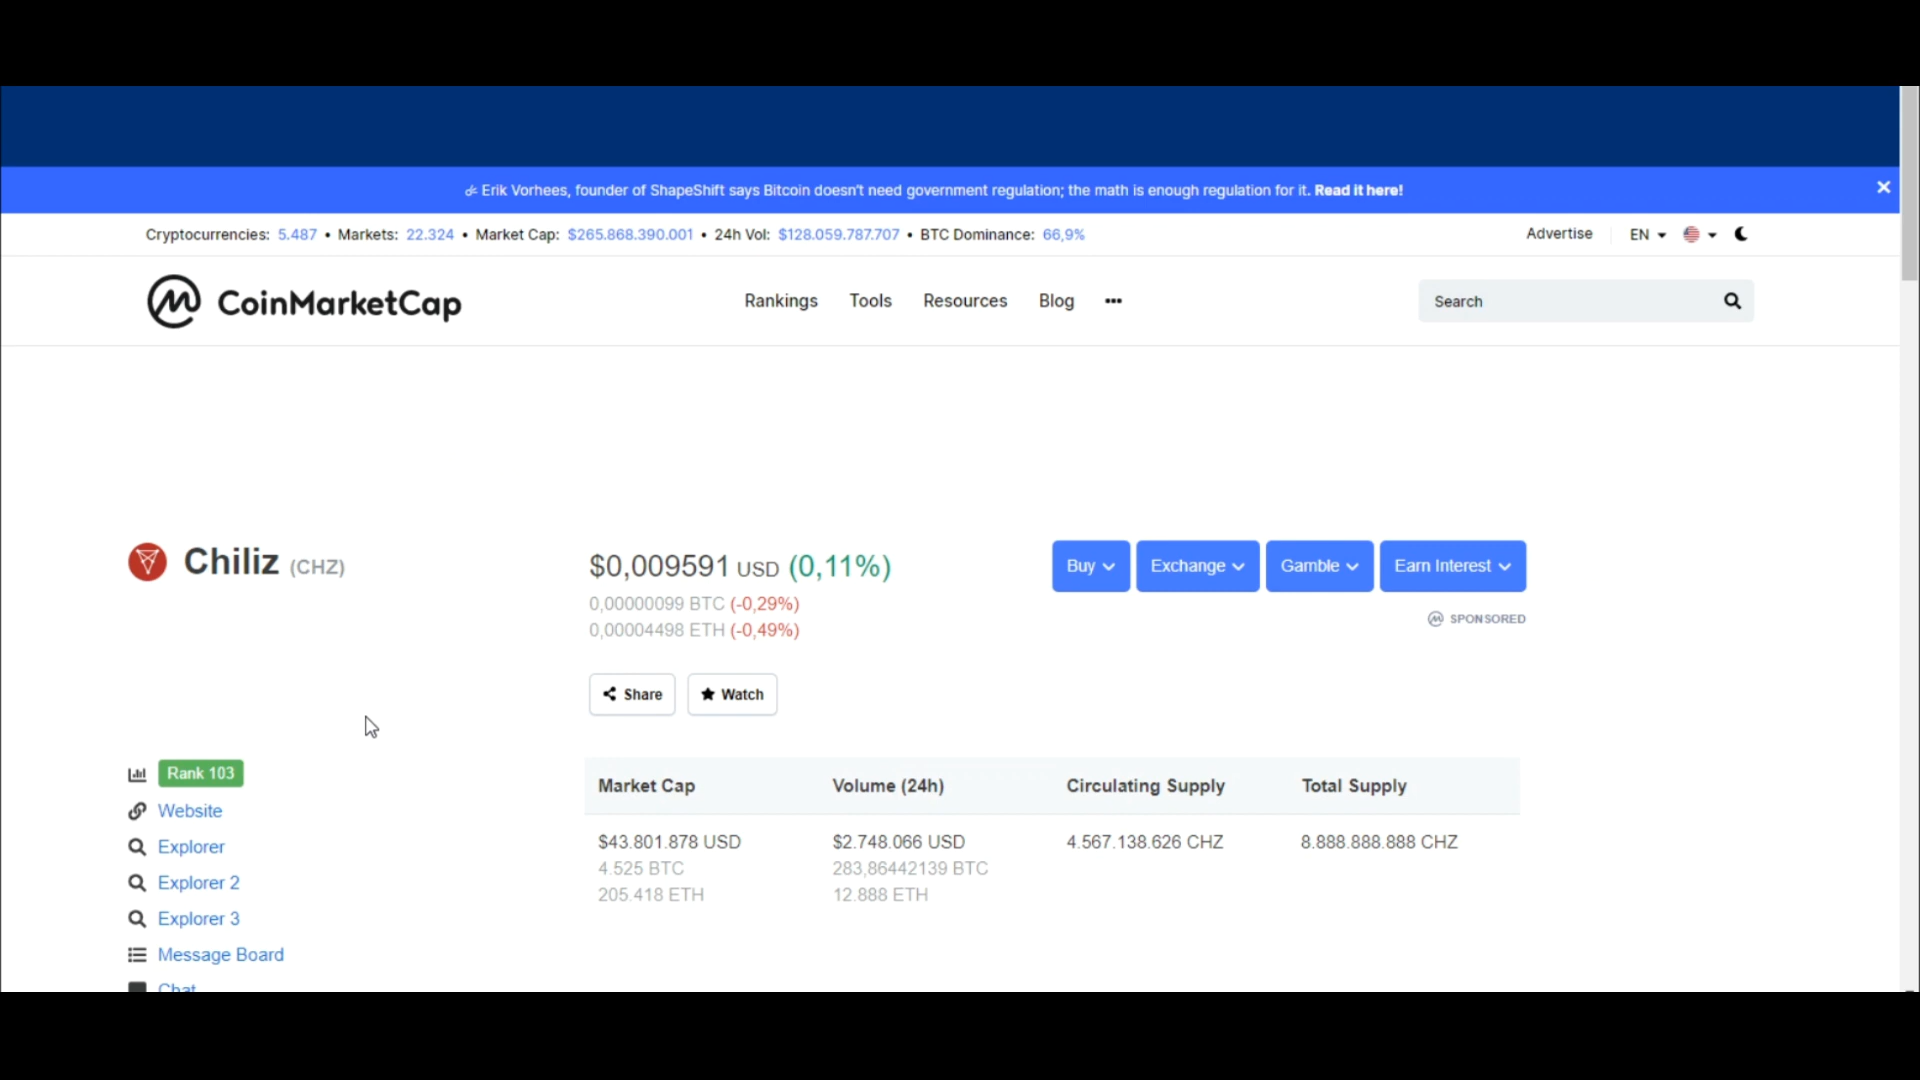 Erik Vorhees, founder of ShapeShift says Bitcoin doesn't need government regulation; the math is enough regulation for it. Read it here!
Cryptocurrencies: 5.487 • Markets: 22.324 • Market Cap: $265.868.390.001 • 24h Vol: $128.059.787.707 • BTC Dominance: 66,9%
Advertise EN
CoinMarketCap
Rankings Tools Resources Blog •••
Search
Chiliz (CHZ)
$0,009591 USD (0,11%)
0,00000099 BTC (-0,29%)
0,00004498 ETH (-0,49%)
Buy Exchange Gamble Earn Interest
SPONSORED
Share Watch
Rank 103
Website
Explorer
Explorer 2
Explorer 3
Message Board
Chat
Market Cap Volume (24h) Circulating Supply Total Supply
$43.801.878 USD $2.748.066 USD 4.567.138.626 CHZ 8.888.888.888 CHZ
4.525 BTC 283,86442139 BTC
205.418 ETH 12.888 ETH